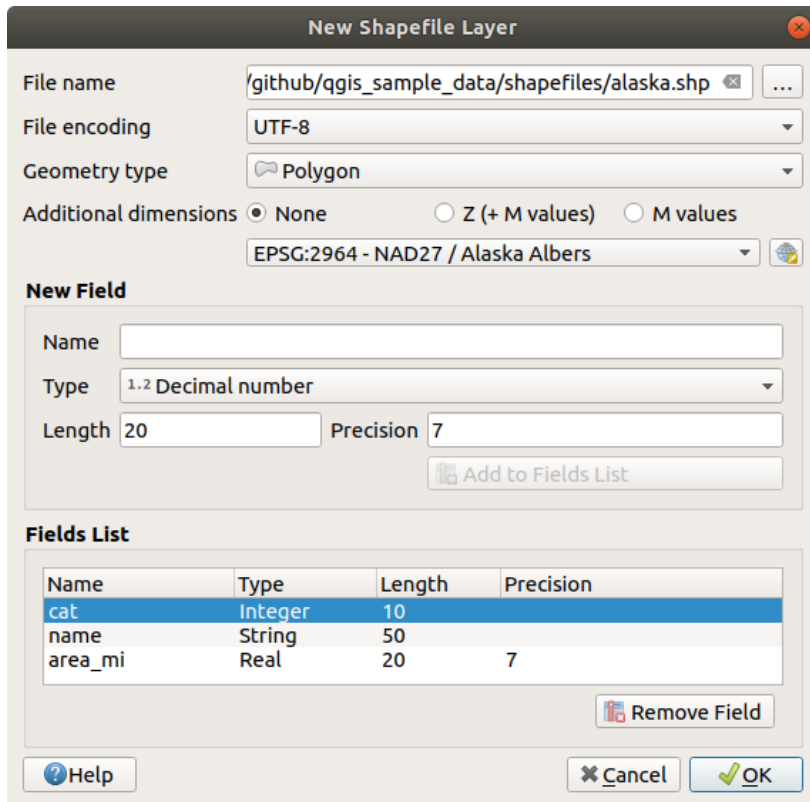 New Shapefile Layer
File name /github/qgis_sample_data/shapefiles/alaska.shp ...
File encoding UTF-8
Geometry type Polygon
Additional dimensions None Z (+ M values) M values
EPSG:2964 - NAD27 / Alaska Albers
New Field
Name
Type 1.2 Decimal number
Length 20 Precision 7
Add to Fields List
Fields List
Name Type Length Precision
cat Integer 10
name String 50
area_mi Real 20 7
Remove Field
Help Cancel OK